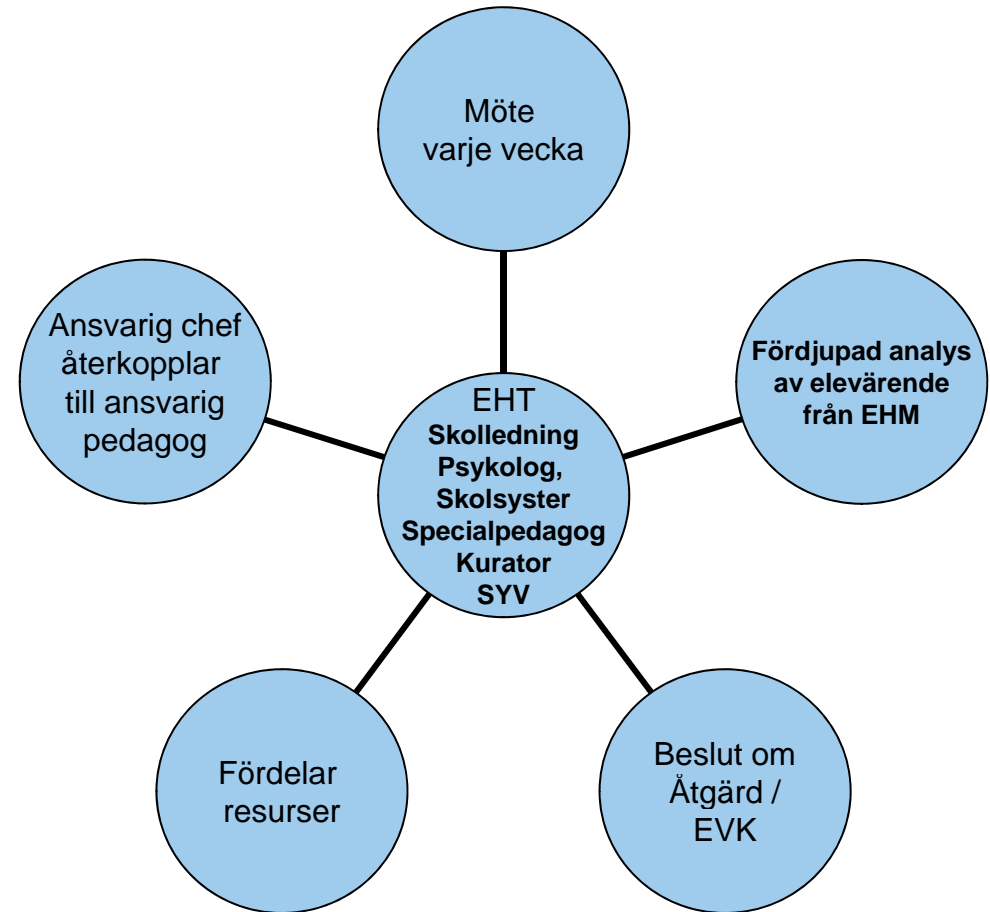 Möte
varje vecka
Ansvarig chef
återkopplar
till ansvarig
pedagog
Fördjupad analys
av elevärende
från EHM
EHT
Skolledning
Psykolog,
Skolsyster
Specialpedagog
Kurator
SYV
Fördelar
resurser
Beslut om
Åtgärd /
EVK